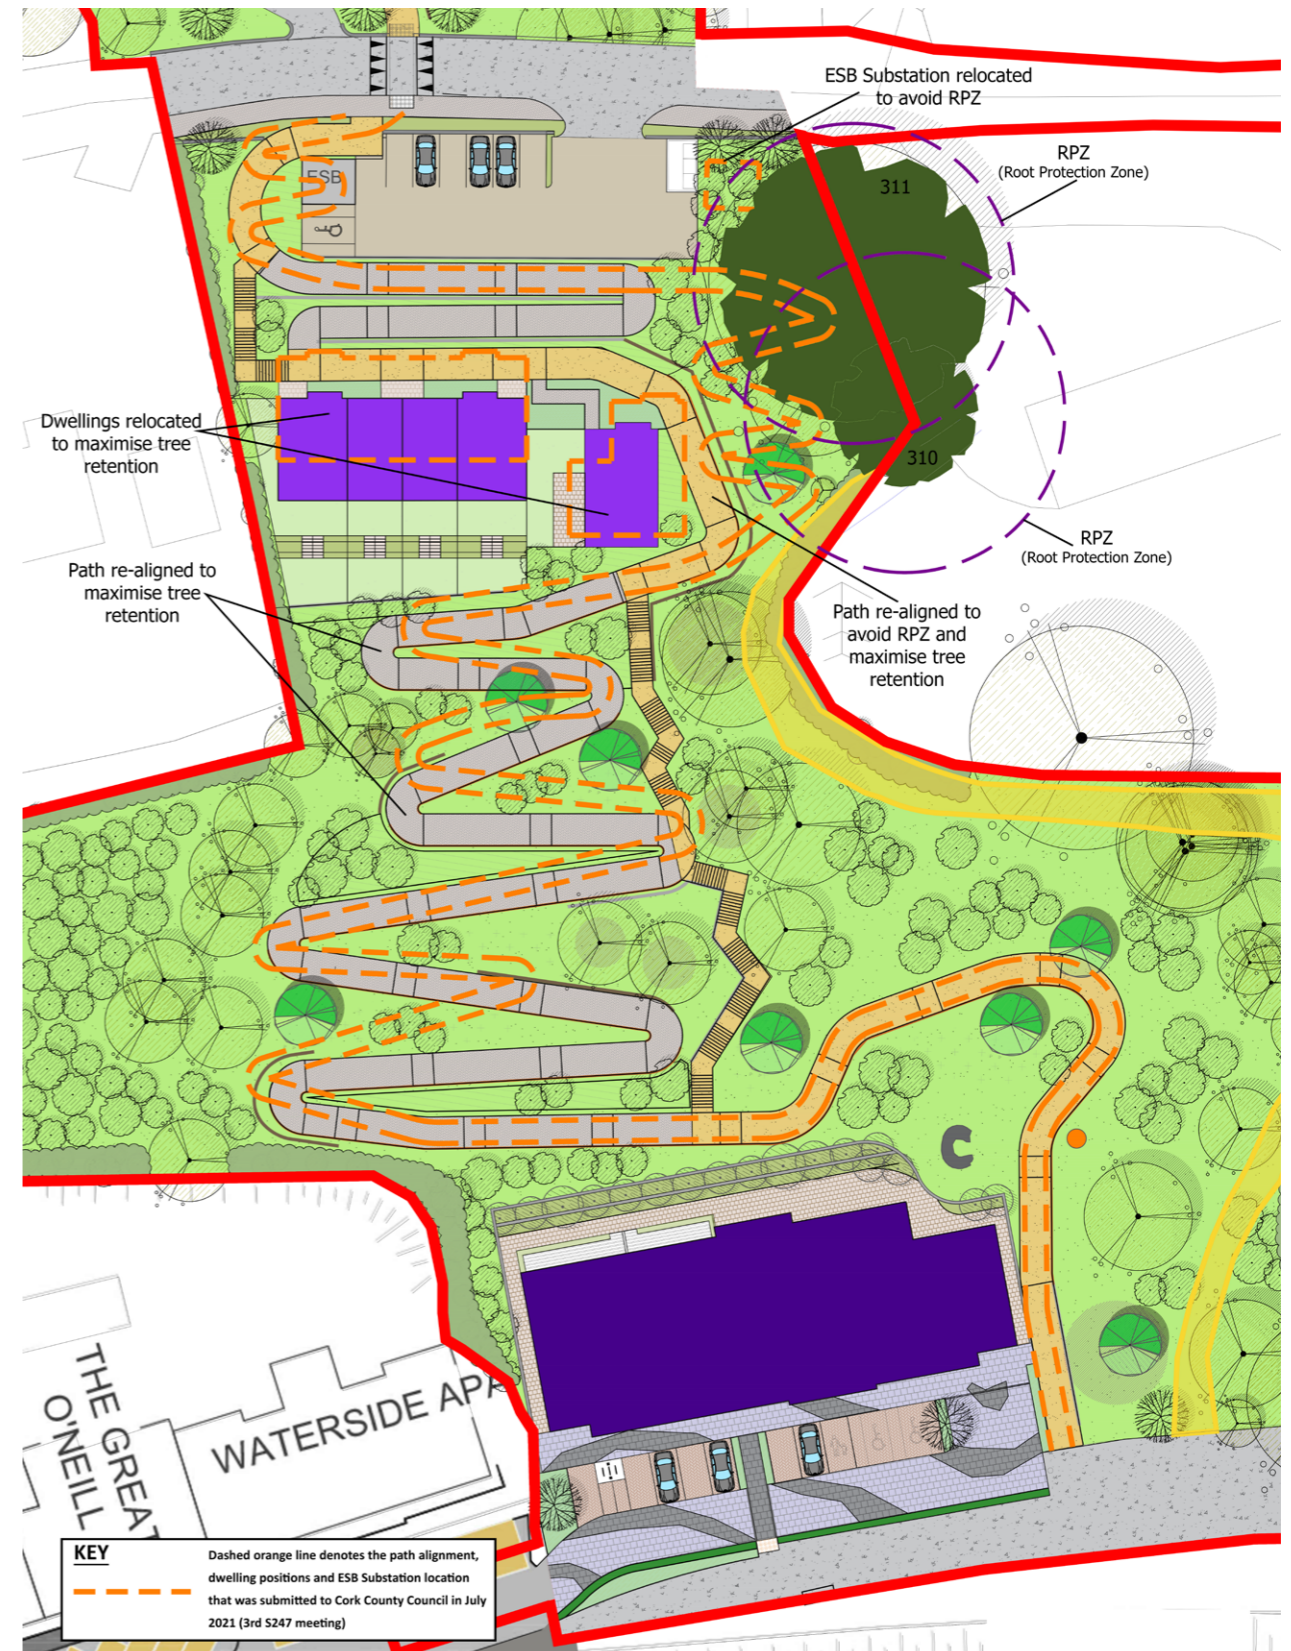 ESB Substation relocated
to avoid RPZ
RPZ
(Root Protection Zone)
311
ESB
Dwellings relocated
to maximise tree
retention
310
RPZ
(Root Protection Zone)
Path re-aligned to
maximise tree
retention
Path re-aligned to
avoid RPZ and
maximise tree
retention
C
THE GREAT
O'NEILL
WATERSIDE
KEY
Dashed orange line denotes the path alignment,
dwelling positions and ESB Substation location
that was submitted to Cork County Council in July
2021 (3rd S247 meeting)